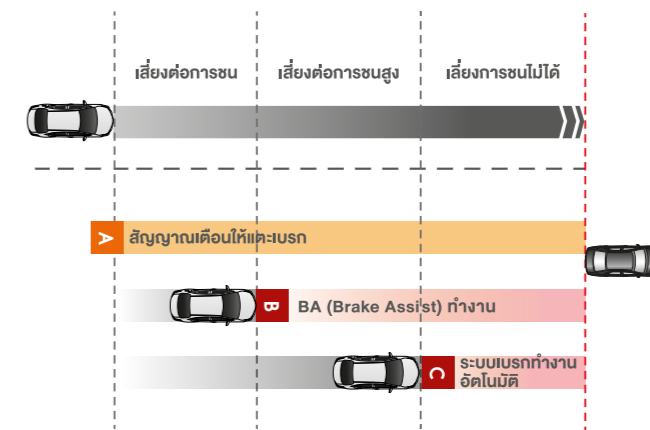 เสี่ยงต่อการชน
เสี่ยงต่อการชนสูง
เลี่ยงการชนไม่ได้
A สัญญาณเตือนให้แตะเบรก
B BA (Brake Assist) ทำงาน
C ระบบเบรกทำงาน
อัตโนมัติ